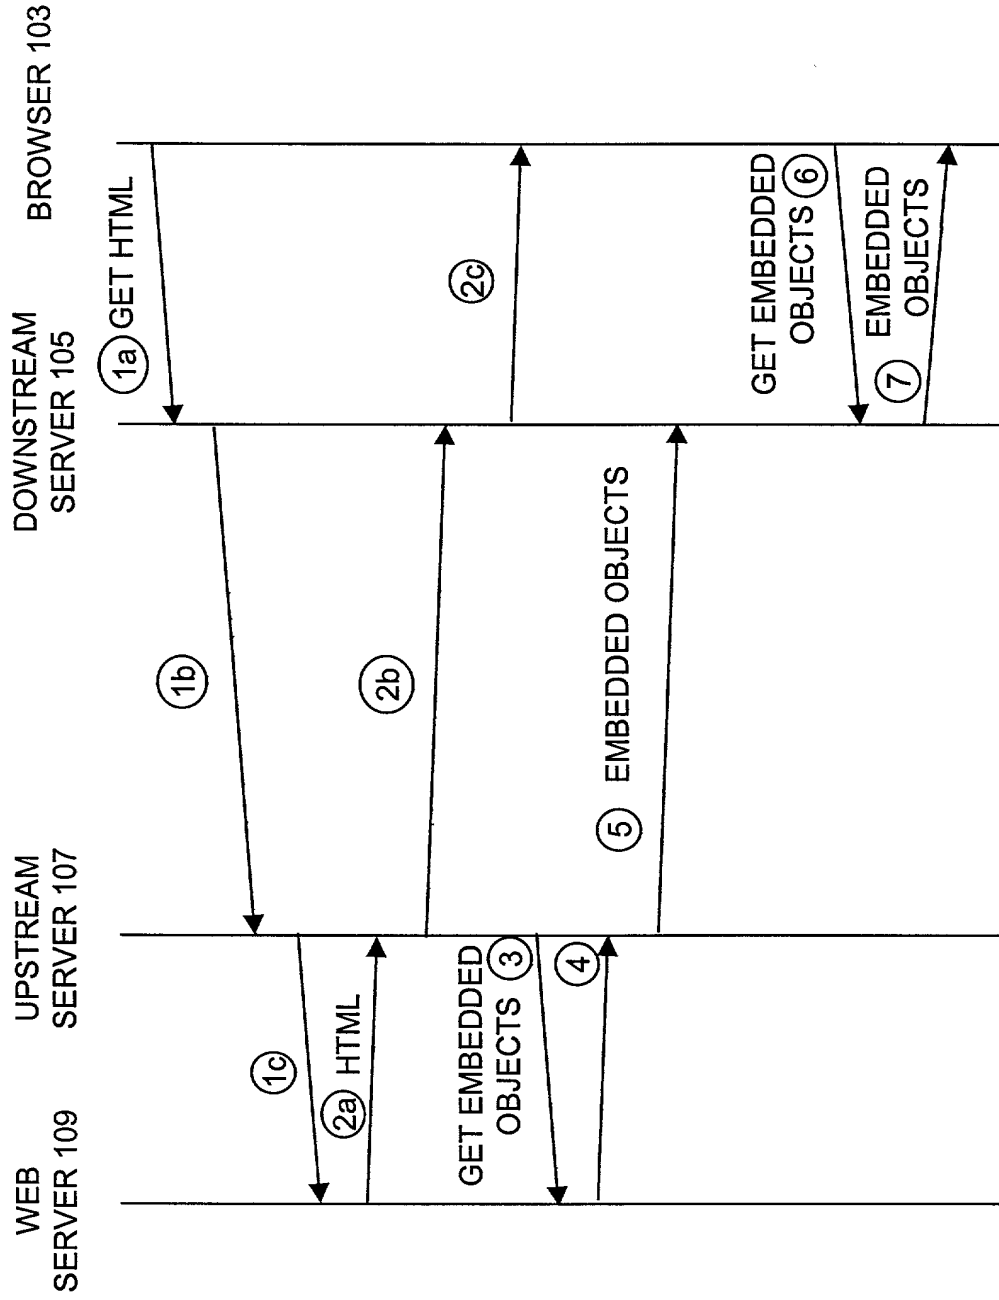 WEB
SERVER 109
UPSTREAM
SERVER 107
DOWNSTREAM
SERVER 105
BROWSER 103
1a GET HTML
1b
1c
2a HTML
2b
2c
GET EMBEDDED
OBJECTS 3
4
5 EMBEDDED OBJECTS
GET EMBEDDED
OBJECTS 6
7 EMBEDDED
OBJECTS